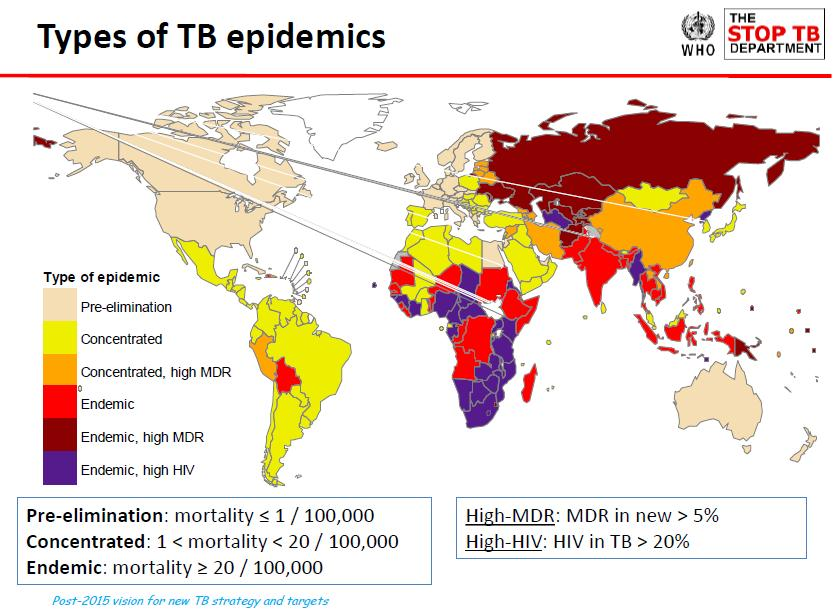 Types of TB epidemics
WHO
THE
STOP TB
DEPARTMENT
Type of epidemic
Pre-elimination
Concentrated
Concentrated, high MDR
Endemic
Endemic, high MDR
Endemic, high HIV
Pre-elimination: mortality ≤ 1 / 100,000
Concentrated: 1 < mortality < 20 / 100,000
Endemic: mortality ≥ 20 / 100,000
High-MDR: MDR in new > 5%
High-HIV: HIV in TB > 20%
Post-2015 vision for new TB strategy and targets